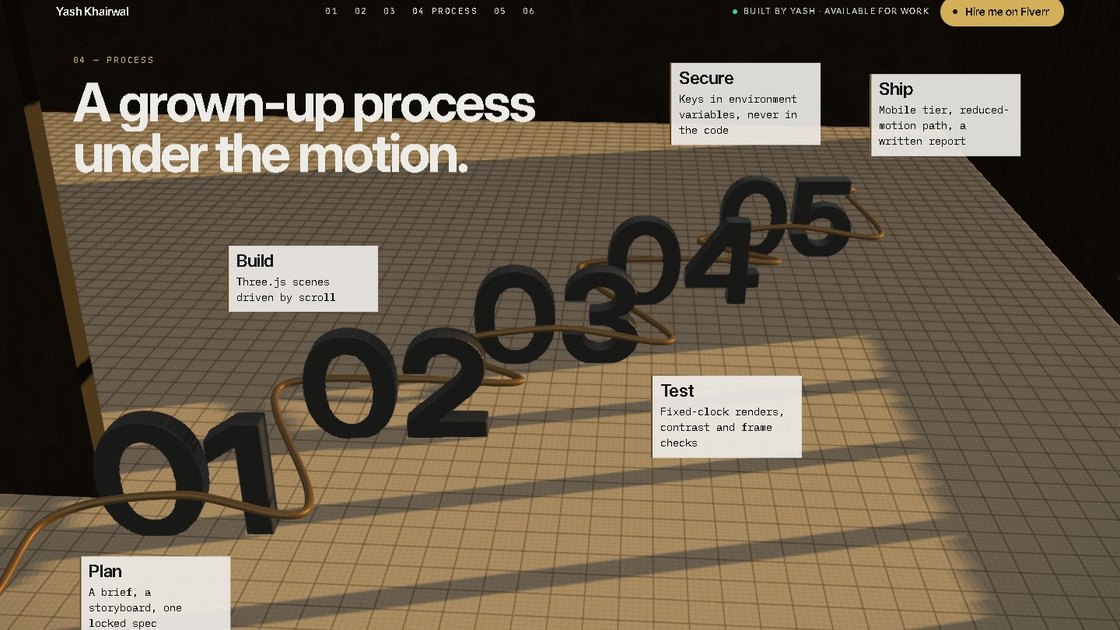 Yash Khairwal
01 02 03 04 PROCESS 05 06
BUILT BY YASH · AVAILABLE FOR WORK
Hire me on Fiverr
04 — PROCESS
A grown-up process
under the motion.
Secure
Keys in environment
variables, never in
the code
Ship
Mobile tier, reduced-
motion path, a
written report
05
04
Build
Three.js scenes
driven by scroll
03
02
Test
Fixed-clock renders,
contrast and frame
checks
01
Plan
A brief, a
storyboard, one
locked spec